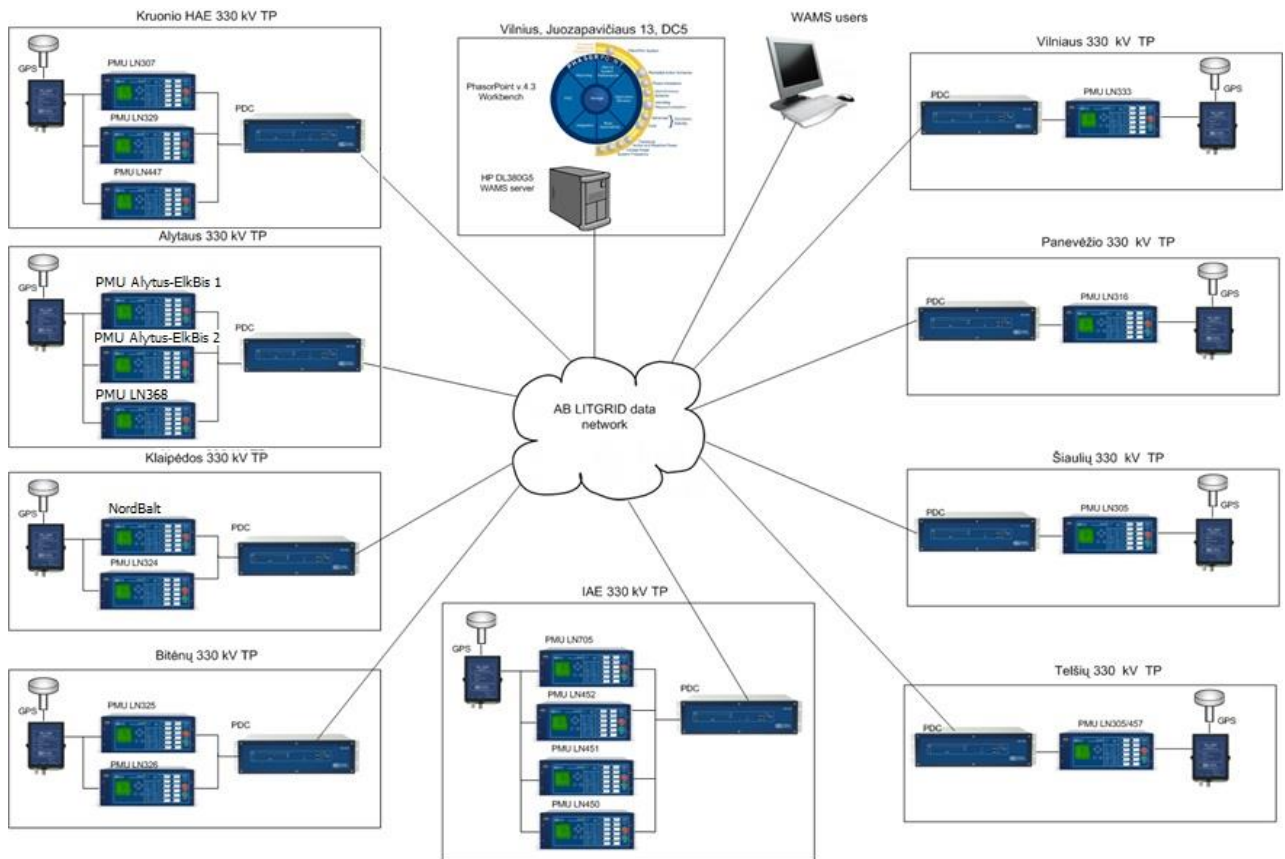 Kruonio HAE 330 kV TP
GPS
PMU LN307
PMU LN329
PMU LN447
PDC
Vilnius, Juozapavičiaus 13, DC5
PhasorPoint v.4.3
Workbench
PHASORPOINT
HP DL380G5
WAMS server
WAMS users
Vilniaus 330 kV TP
PDC
PMU LN333
GPS
Alytaus 330 kV TP
GPS
PMU Alytus-ElkBis 1
PMU Alytus-ElkBis 2
PMU LN368
PDC
Panevėžio 330 kV TP
PDC
PMU LN316
GPS
AB LITGRID data
network
Klaipėdos 330 kV TP
GPS
NordBalt
PMU LN324
PDC
Šiaulių 330 kV TP
PDC
PMU LN305
GPS
Bitėnų 330 kV TP
GPS
PMU LN325
PMU LN326
PDC
IAE 330 kV TP
GPS
PMU LN705
PMU LN452
PMU LN451
PMU LN450
PDC
Telšių 330 kV TP
PDC
PMU LN305/457
GPS